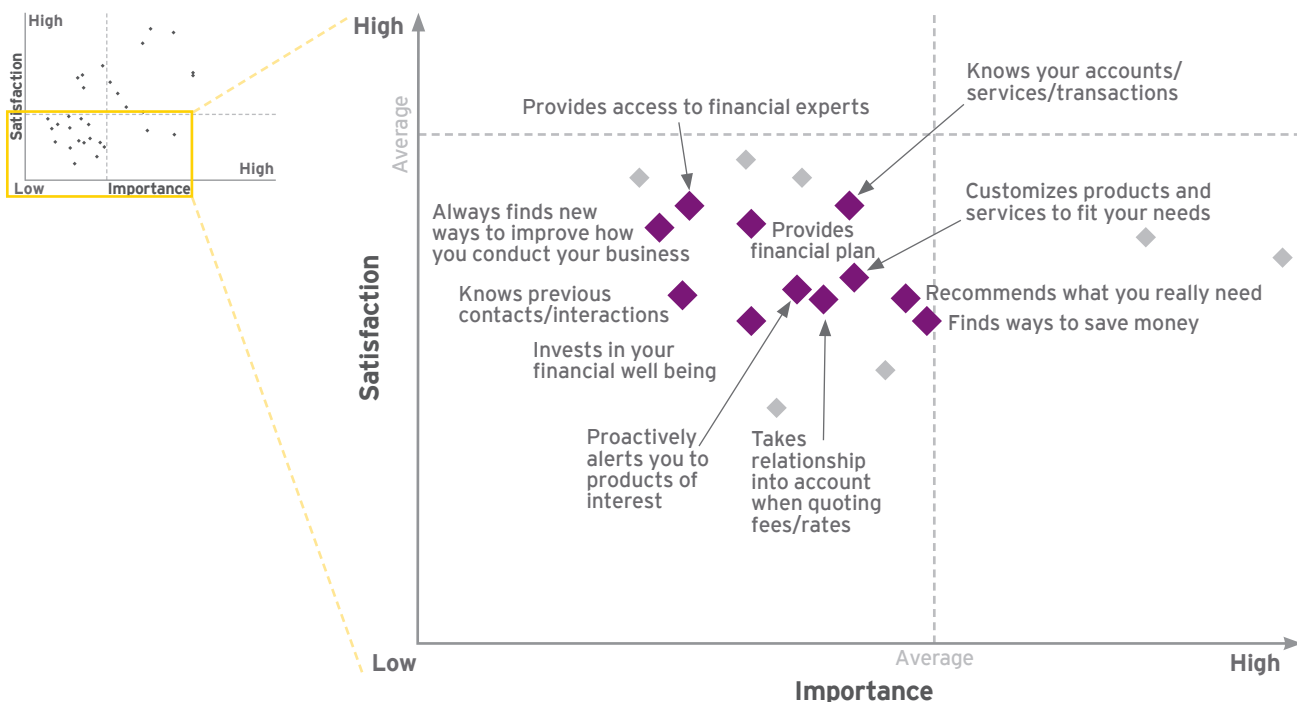 High
Satisfaction
High
Low
Importance
High
Average
Satisfaction
Provides access to financial experts
Knows your accounts/
services/transactions
Always finds new
ways to improve how
you conduct your business
Provides
financial plan
Customizes products and
services to fit your needs
Knows previous
contacts/interactions
Recommends what you really need
Finds ways to save money
Invests in your
financial well being
Proactively
alerts you to
products of
interest
Takes
relationship
into account
when quoting
fees/rates
Low
Average
High
Importance